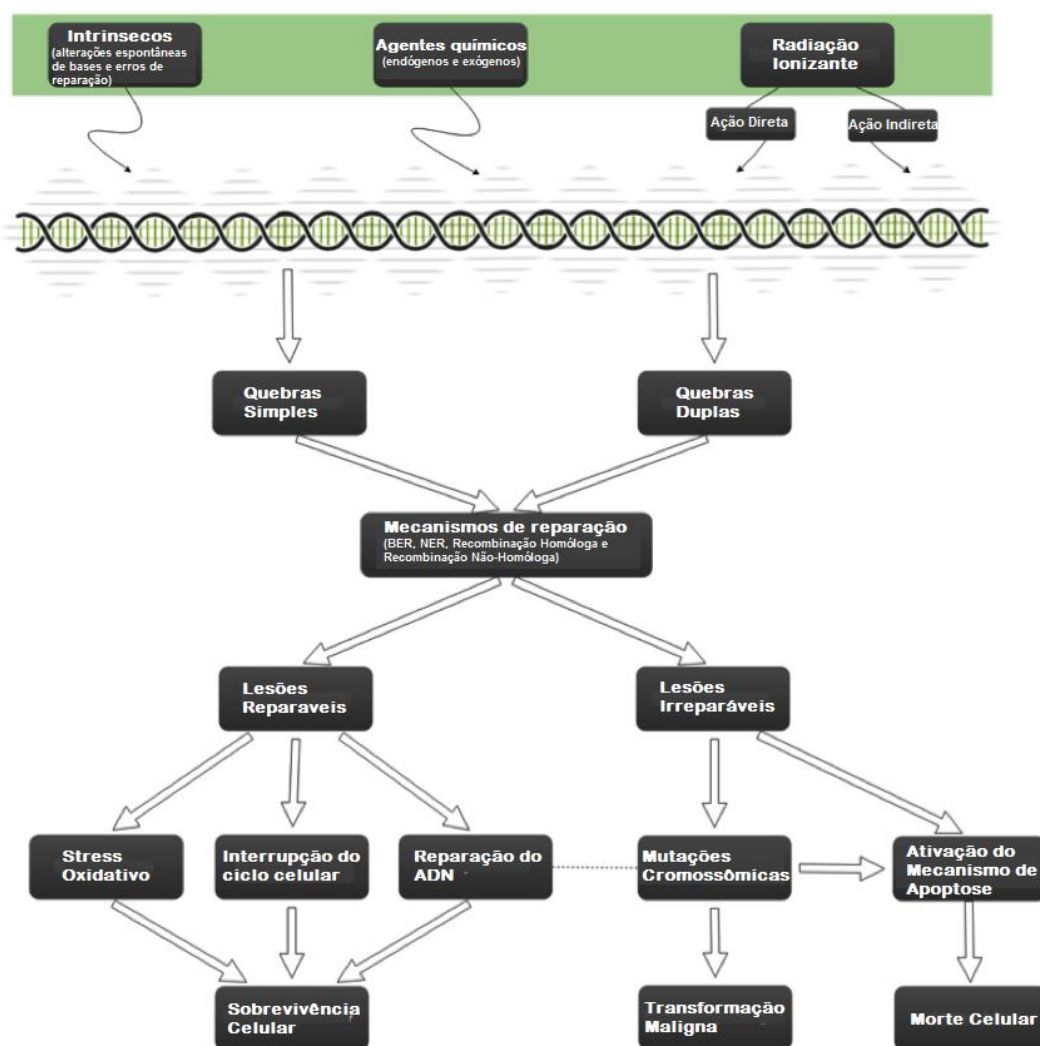 Intrinsecos
(alterações espontâneas
de bases e erros de
reparação)
Agentes químicos
(endógenos e exógenos)
Radiação
Ionizante
Ação Direta
Ação Indireta
Quebras
Simples
Quebras
Duplas
Mecanismos de reparação
(BER, NER, Recombinação Homóloga e
Recombinação Não-Homóloga)
Lesões
Reparaveis
Lesões
Irreparáveis
Stress
Oxidativo
Interrupção do
ciclo celular
Reparação do
ADN
Mutações
Cromossômicas
Ativação do
Mecanismo de
Apoptose
Sobrevivência
Celular
Transformação
Maligna
Morte Celular